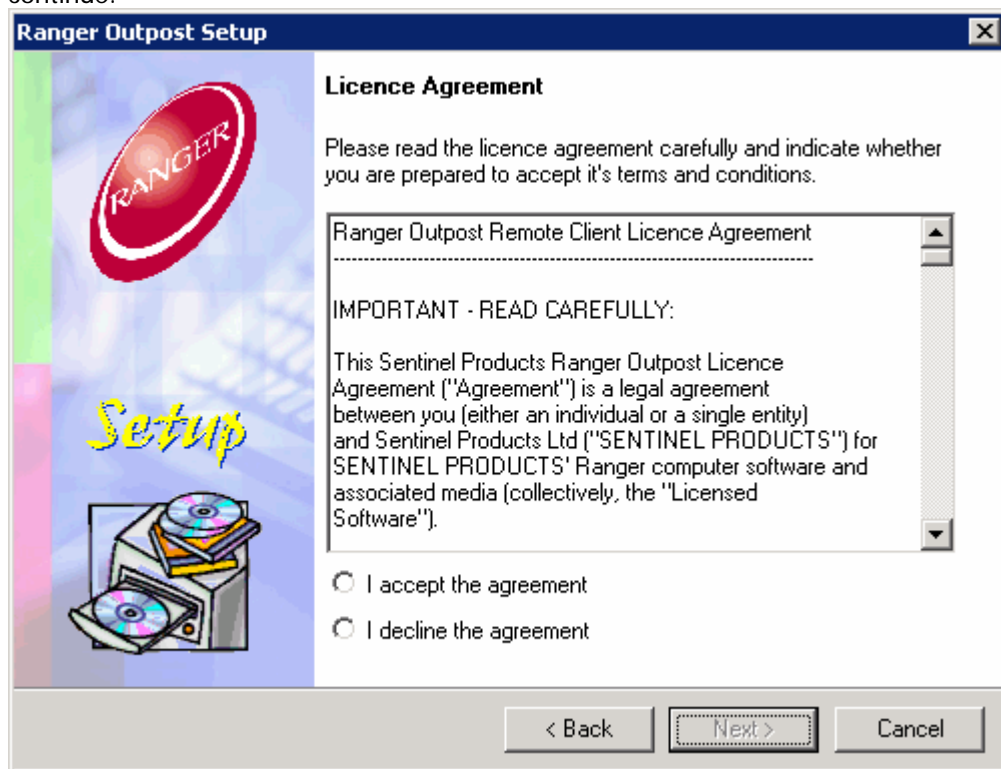 continue.
Ranger Outpost Setup
RANGER
Setup
Licence Agreement
Please read the licence agreement carefully and indicate whether
you are prepared to accept it's terms and conditions.
Ranger Outpost Remote Client Licence Agreement
--------------------------------------------------------------------------------
IMPORTANT - READ CAREFULLY:
This Sentinel Products Ranger Outpost Licence
Agreement ("Agreement") is a legal agreement
between you (either an individual or a single entity)
and Sentinel Products Ltd ("SENTINEL PRODUCTS") for
SENTINEL PRODUCTS' Ranger computer software and
associated media (collectively, the "Licensed
Software").
I accept the agreement
I decline the agreement
< Back
Next >
Cancel